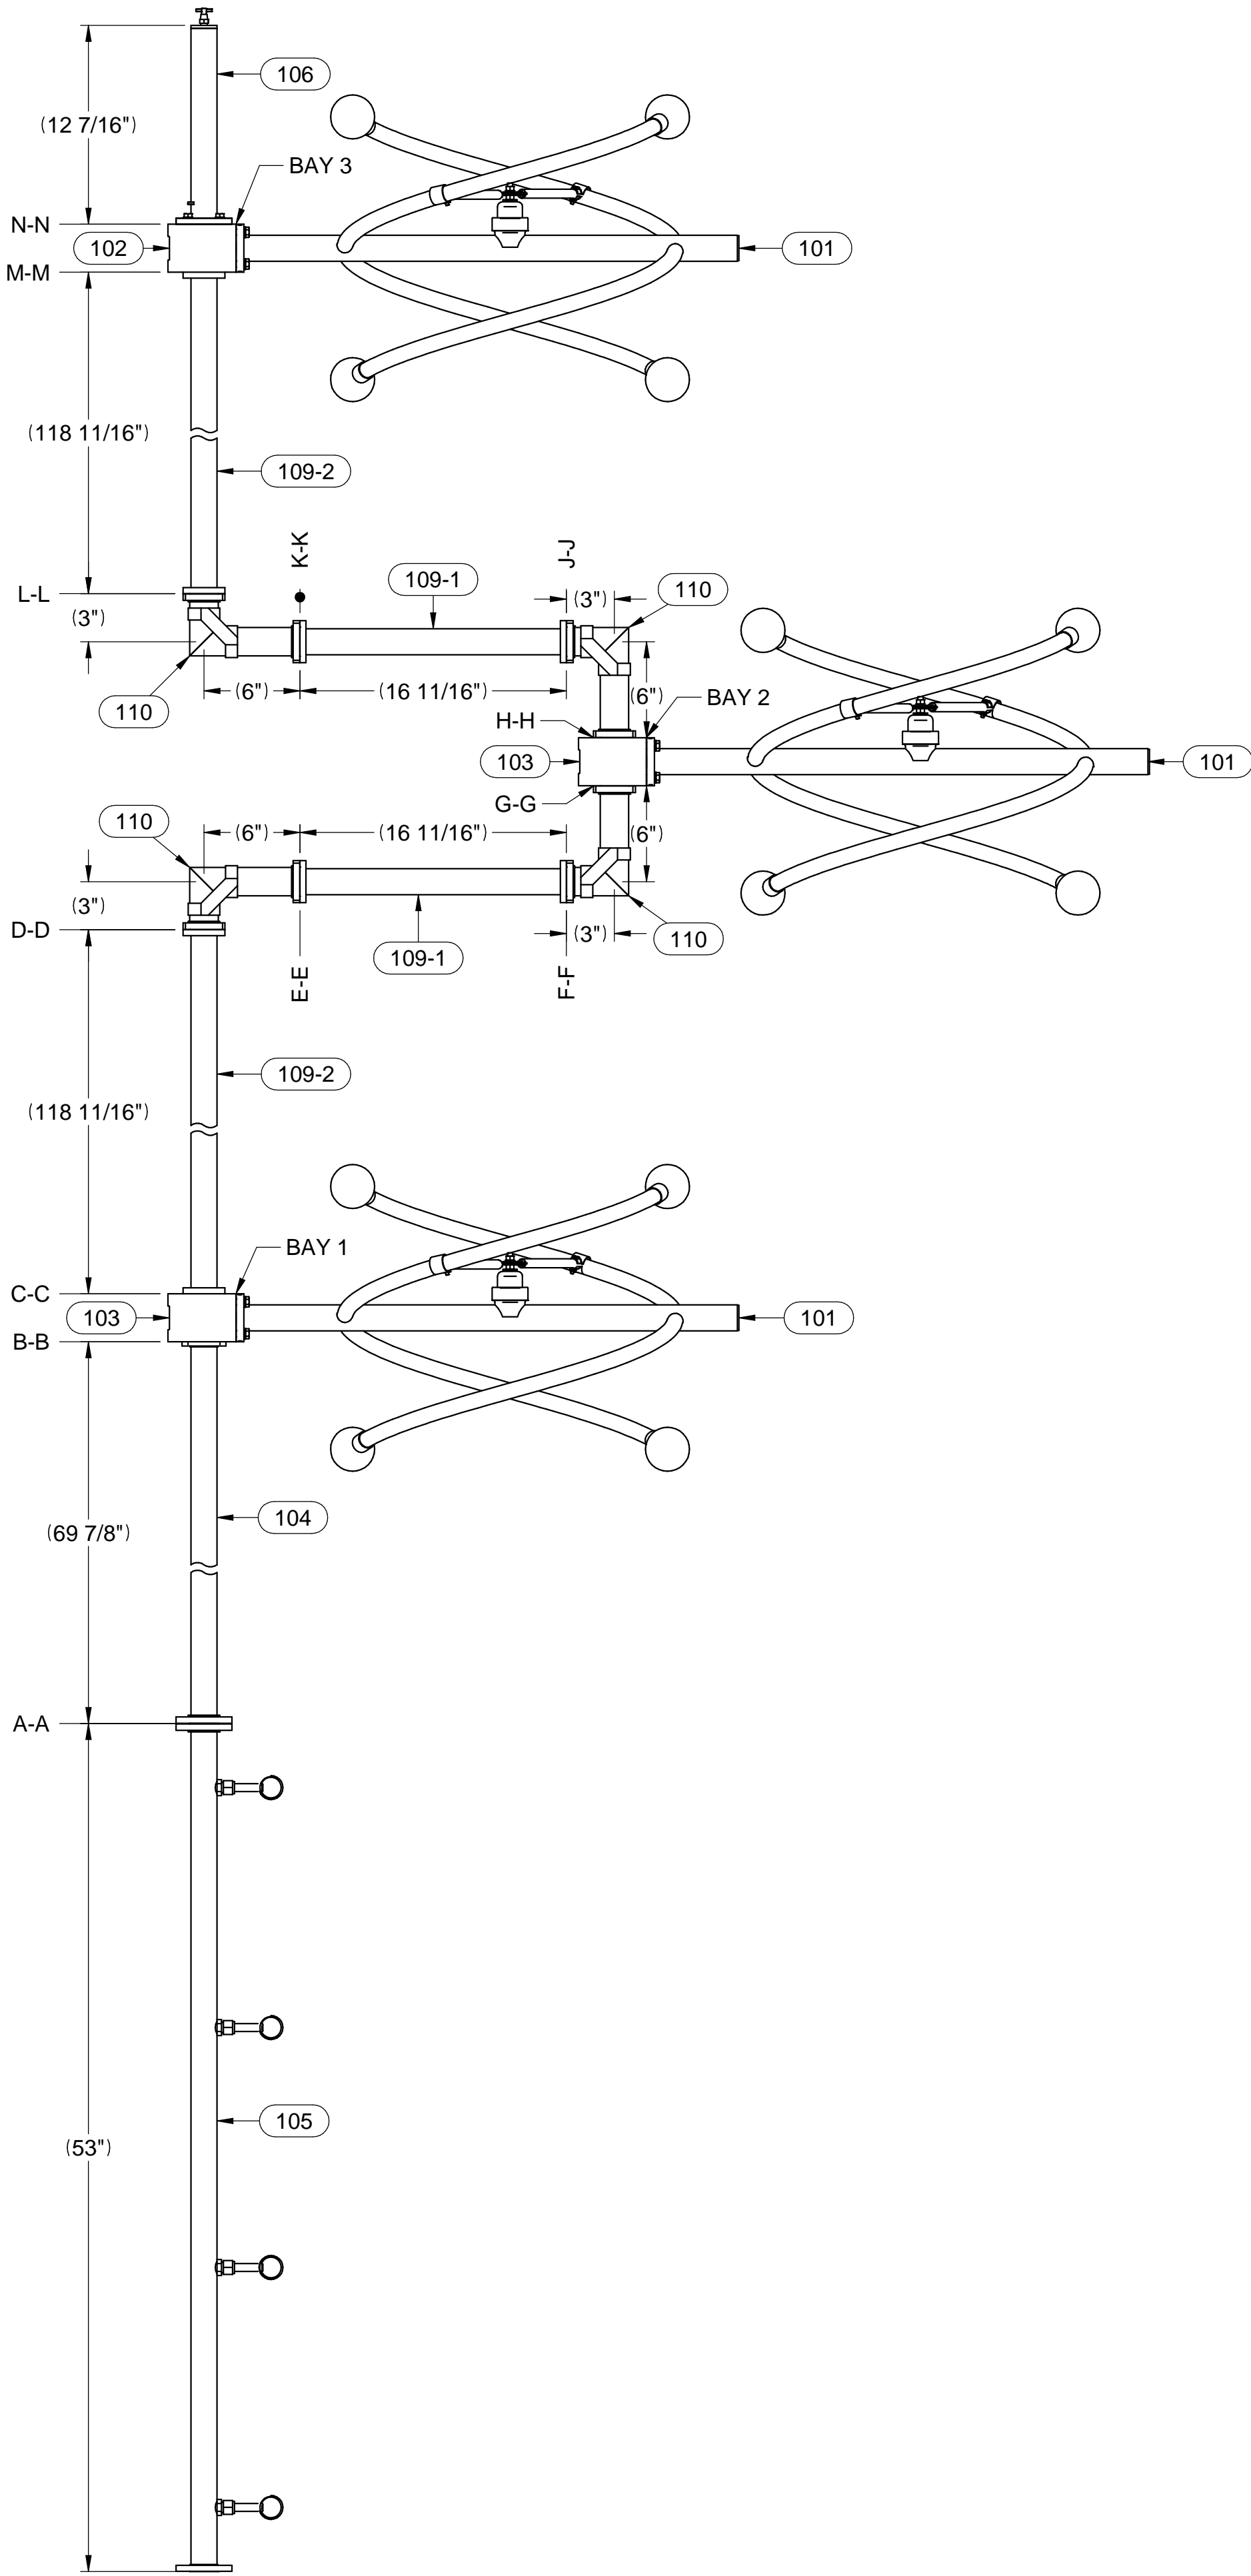 106
(12 7/16")
BAY 3
N-N
102
101
M-M
(118 11/16")
109-2
K-K
J-J
109-1
110
L-L
(3")
(3")
(6")
(16 11/16")
(6")
BAY 2
110
H-H
103
101
G-G
110
(6")
(16 11/16")
(6")
(3")
D-D
(3")
110
109-1
E-E
F-F
109-2
(118 11/16")
BAY 1
C-C
103
101
B-B
104
(69 7/8")
A-A
105
(53")